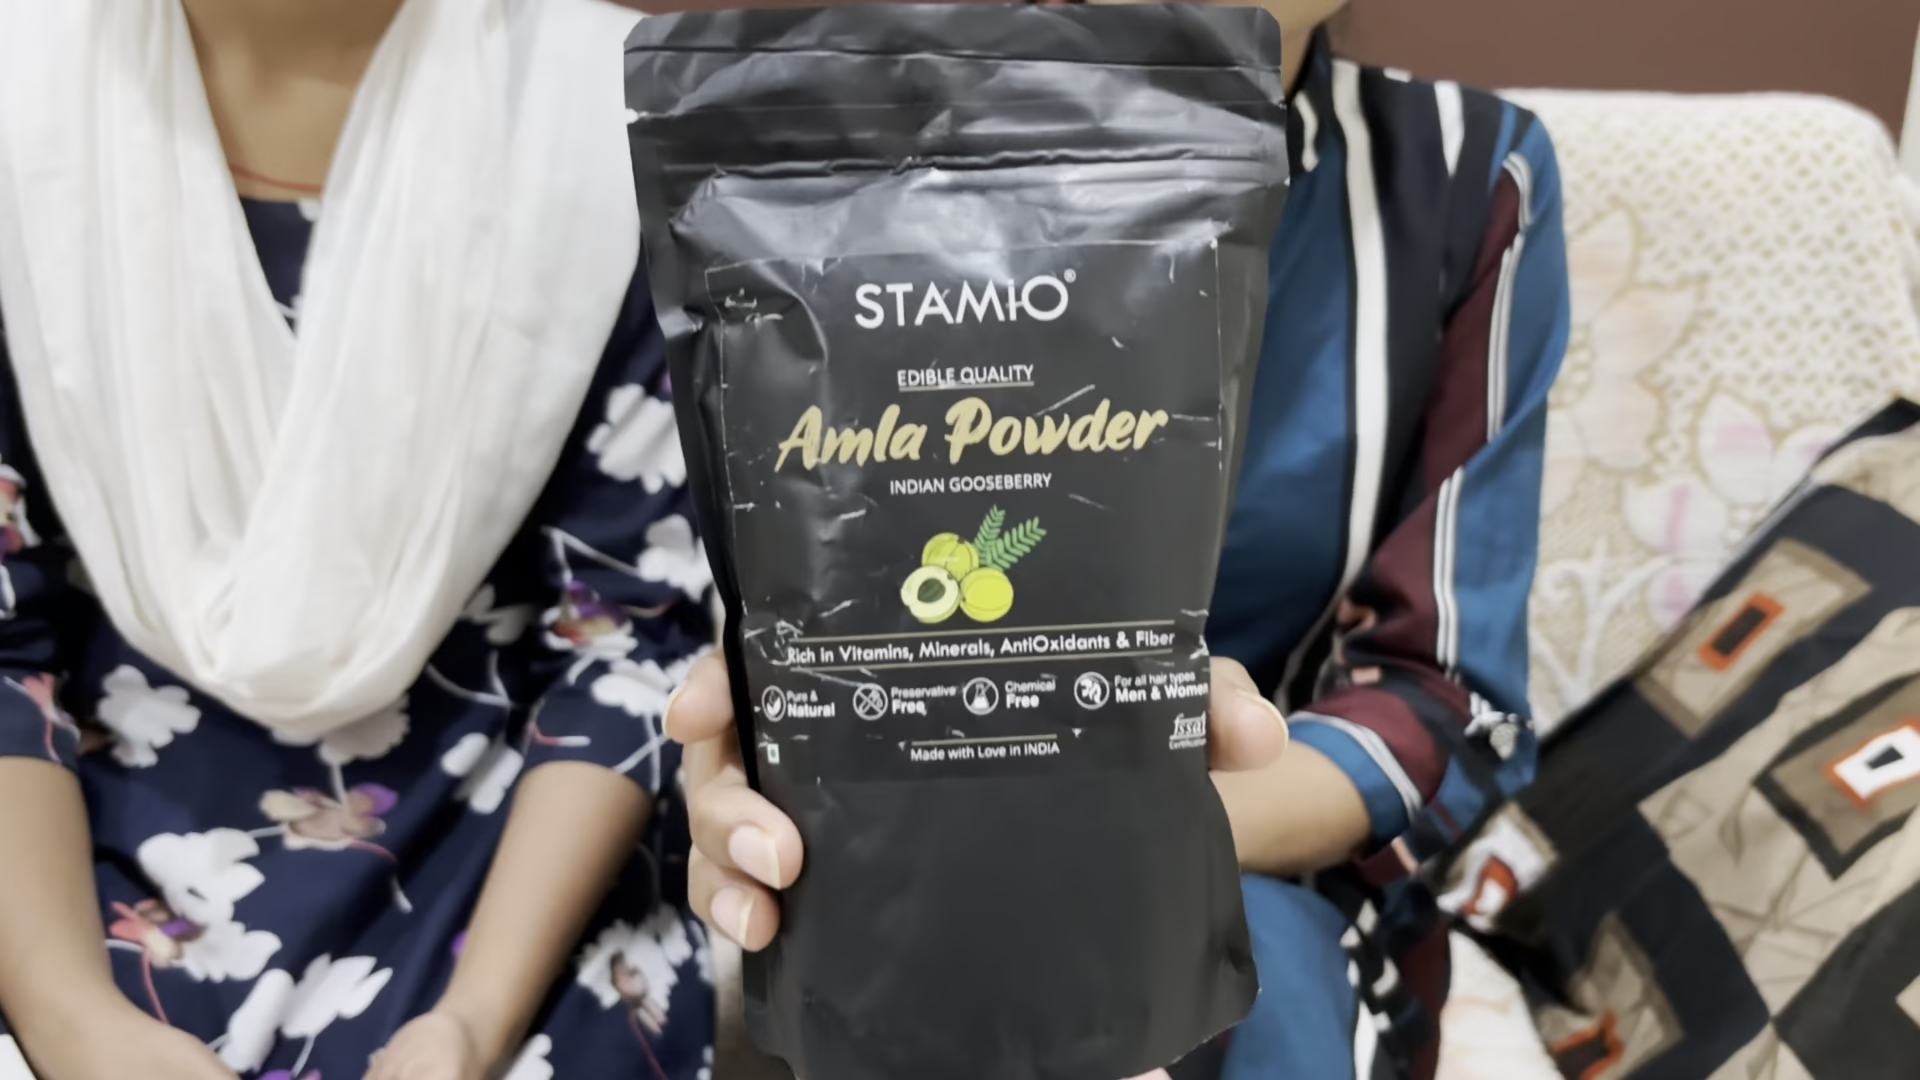 STAMiO®
EDIBLE QUALITY
Amla Powder
INDIAN GOOSEBERRY
Rich in Vitamins, Minerals, AntiOxidants & Fiber
Pure &
Natural
Preservative
Free
Chemical
Free
For all hair types
Men & Women
fssai
Certification
Made with Love in INDIA